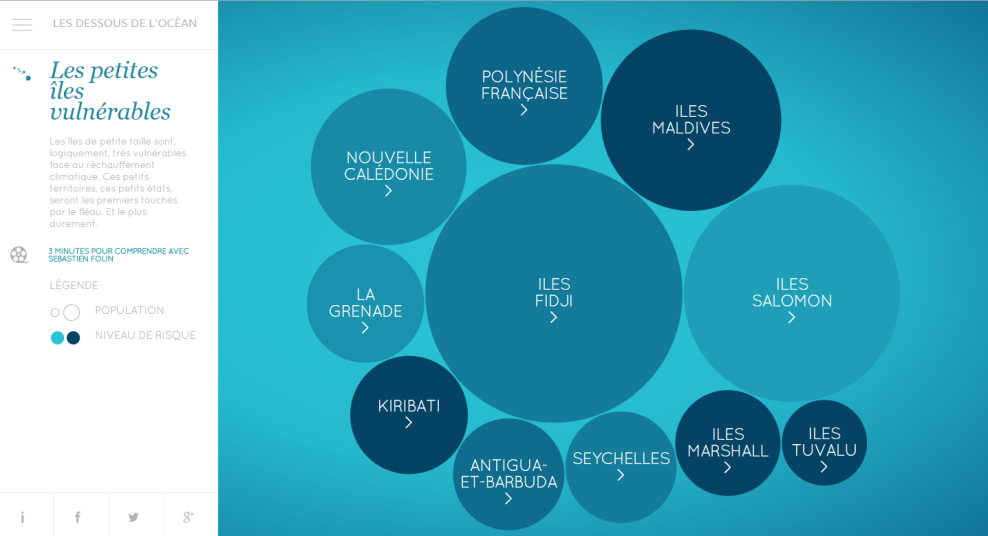 LES DESSOUS DE L'OCÉAN
Les petites
îles
vulnérables
Les îles de petite taille sont,
logiquement, très vulnérables
face au réchauffement
climatique. Ces petits
territoires, ces petits états,
seront les premiers touchés
par le fléau. Et le plus
durement.
3 MINUTES POUR COMPRENDRE AVEC
SEBASTIEN FOLIN
LÉGENDE
POPULATION
NIVEAU DE RISQUE
POLYNÉSIE
FRANÇAISE
ILES
MALDIVES
NOUVELLE
CALÉDONIE
ILES
FIDJI
ILES
SALOMON
LA
GRENADE
KIRIBATI
ANTIGUA-
ET-BARBUDA
SEYCHELLES
ILES
MARSHALL
ILES
TUVALU